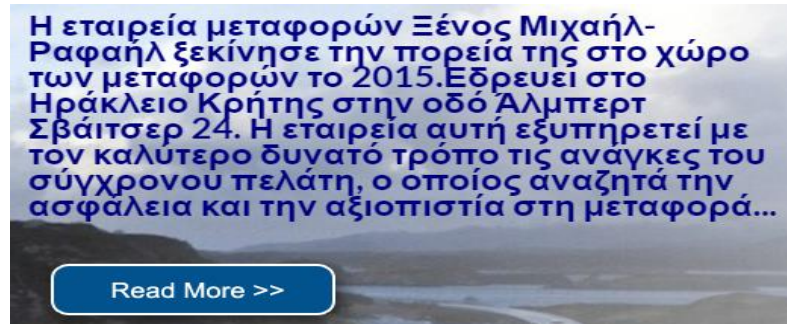 Η εταιρεία μεταφορών Ξένος Μιχαήλ-
Ραφαήλ ξεκίνησε την πορεία της στο χώρο
των μεταφορών το 2015.Εδρευει στο
Ηράκλειο Κρήτης στην οδό Άλμπερτ
Σβάιτσερ 24. Η εταιρεία αυτή εξυπηρετεί με
τον καλύτερο δυνατό τρόπο τις ανάγκες του
σύγχρονου πελάτη, ο οποίος αναζητά την
ασφάλεια και την αξιοπιστία στη μεταφορά...
Read More >>